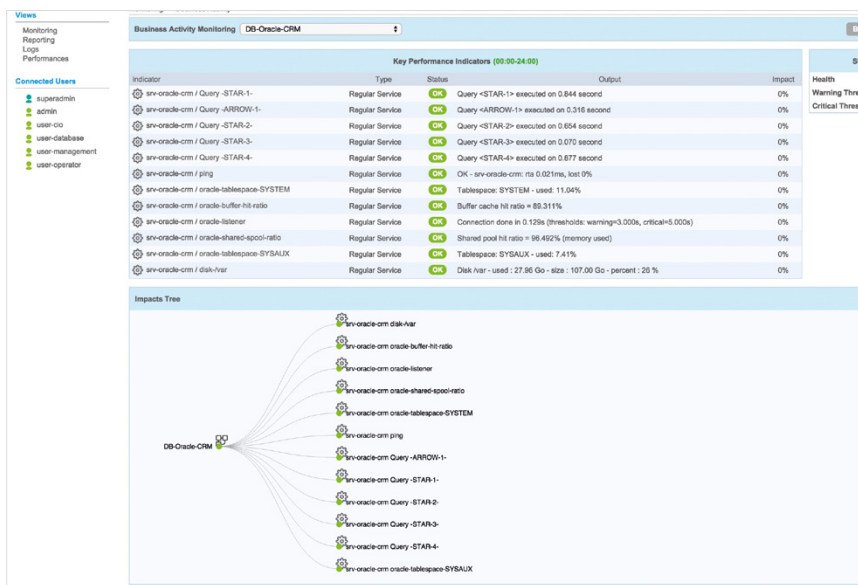 Views
Monitoring
Reporting
Logs
Performances
Connected Users
superadmin
admin
user-cio
user-database
user-management
user-operator
Business Activity Monitoring DB-Oracle-CRM
Key Performance Indicators (00:00-24:00)
Indicator Type Status Output Impact
srv-oracle-crm / Query -STAR-1- Regular Service OK Query <STAR-1> executed on 0.844 second 0%
srv-oracle-crm / Query -ARROW-1- Regular Service OK Query <ARROW-1> executed on 0.316 second 0%
srv-oracle-crm / Query -STAR-2- Regular Service OK Query <STAR-2> executed on 0.654 second 0%
srv-oracle-crm / Query -STAR-3- Regular Service OK Query <STAR-3> executed on 0.070 second 0%
srv-oracle-crm / Query -STAR-4- Regular Service OK Query <STAR-4> executed on 0.677 second 0%
srv-oracle-crm / ping Regular Service OK OK - srv-oracle-crm: rta 0.021ms, lost 0% 0%
srv-oracle-crm / oracle-tablespace-SYSTEM Regular Service OK Tablespace: SYSTEM - used: 11.04% 0%
srv-oracle-crm / oracle-buffer-hit-ratio Regular Service OK Buffer cache hit ratio = 89.311% 0%
srv-oracle-crm / oracle-listener Regular Service OK Connection done in 0.129s (thresholds: warning=3.000s, critical=5.000s) 0%
srv-oracle-crm / oracle-shared-spool-ratio Regular Service OK Shared pool hit ratio = 96.492% (memory used) 0%
srv-oracle-crm / oracle-tablespace-SYSAUX Regular Service OK Tablespace: SYSAUX - used: 7.41% 0%
srv-oracle-crm / disk-/var Regular Service OK Disk /var - used : 27.96 Go - size : 107.00 Go - percent : 26 % 0%
Health
Warning Thre
Critical Thres
Impacts Tree
DB-Oracle-CRM
srv-oracle-crm disk-/var
srv-oracle-crm oracle-buffer-hit-ratio
srv-oracle-crm oracle-listener
srv-oracle-crm oracle-shared-spool-ratio
srv-oracle-crm oracle-tablespace-SYSTEM
srv-oracle-crm ping
srv-oracle-crm Query -ARROW-1-
srv-oracle-crm Query -STAR-1-
srv-oracle-crm Query -STAR-2-
srv-oracle-crm Query -STAR-3-
srv-oracle-crm Query -STAR-4-
srv-oracle-crm oracle-tablespace-SYSAUX